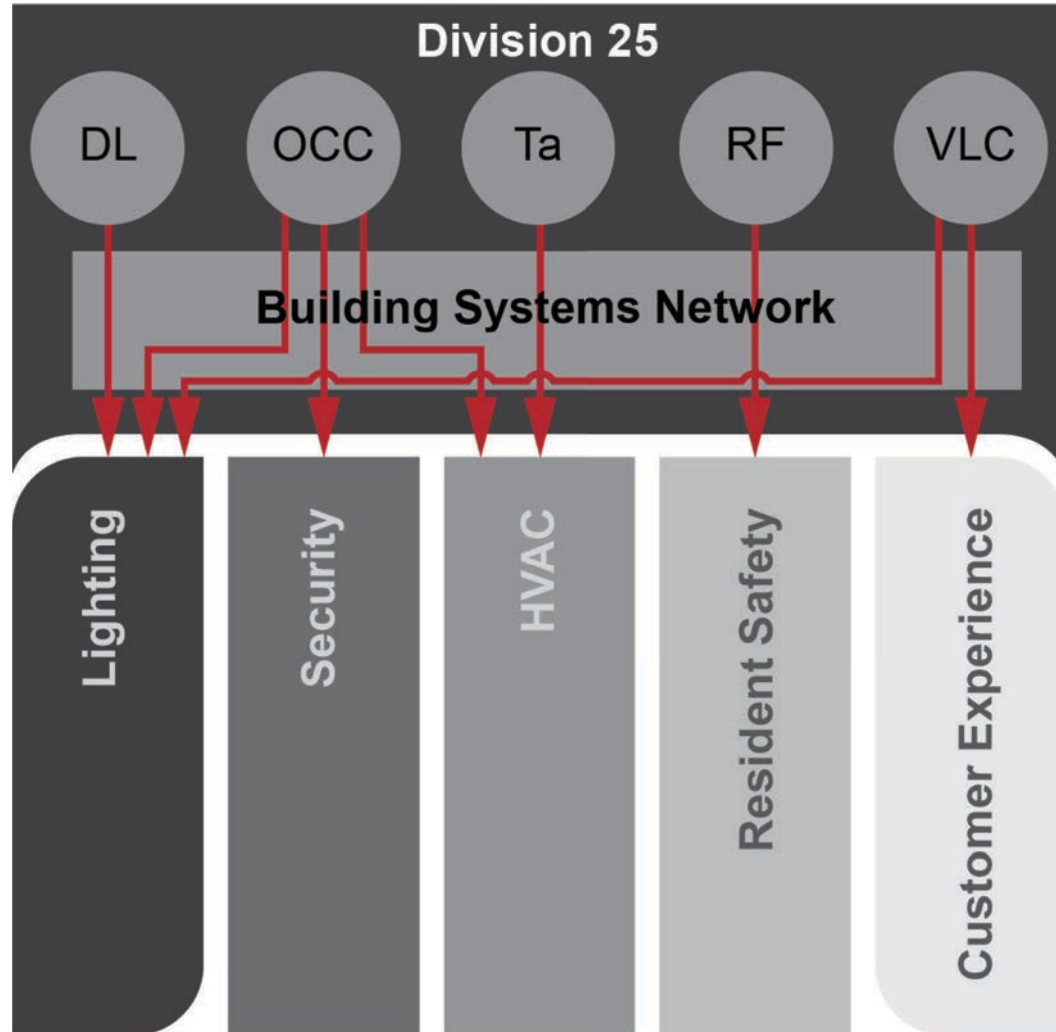 Division 25
DL
OCC
Ta
RF
VLC
Building Systems Network
Lighting
Security
HVAC
Resident Safety
Customer Experience